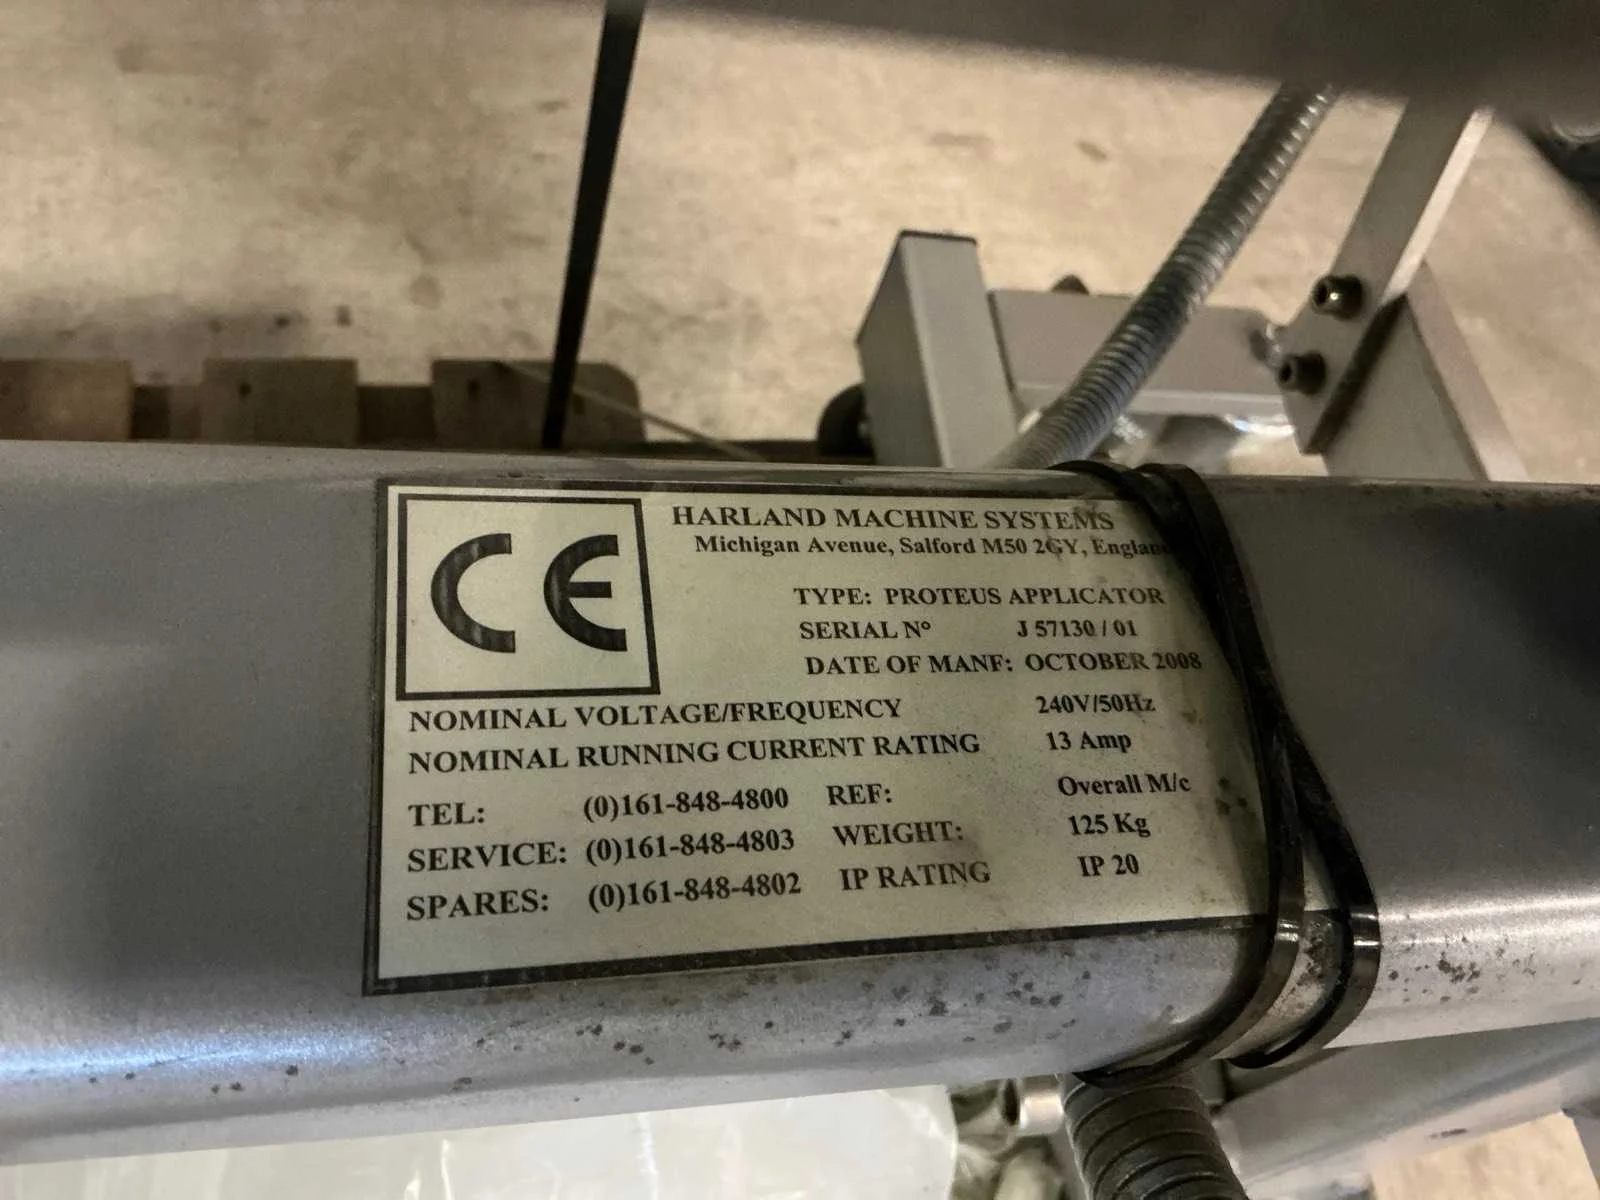 CE
HARLAND MACHINE SYSTEMS
Michigan Avenue, Salford M50 2GY, England
TYPE: PROTEUS APPLICATOR
SERIAL Nº J 57130 / 01
DATE OF MANF: OCTOBER 2008
NOMINAL VOLTAGE/FREQUENCY 240V/50Hz
NOMINAL RUNNING CURRENT RATING 13 Amp
TEL: (0)161-848-4800 REF: Overall M/c
SERVICE: (0)161-848-4803 WEIGHT: 125 Kg
SPARES: (0)161-848-4802 IP RATING IP 20